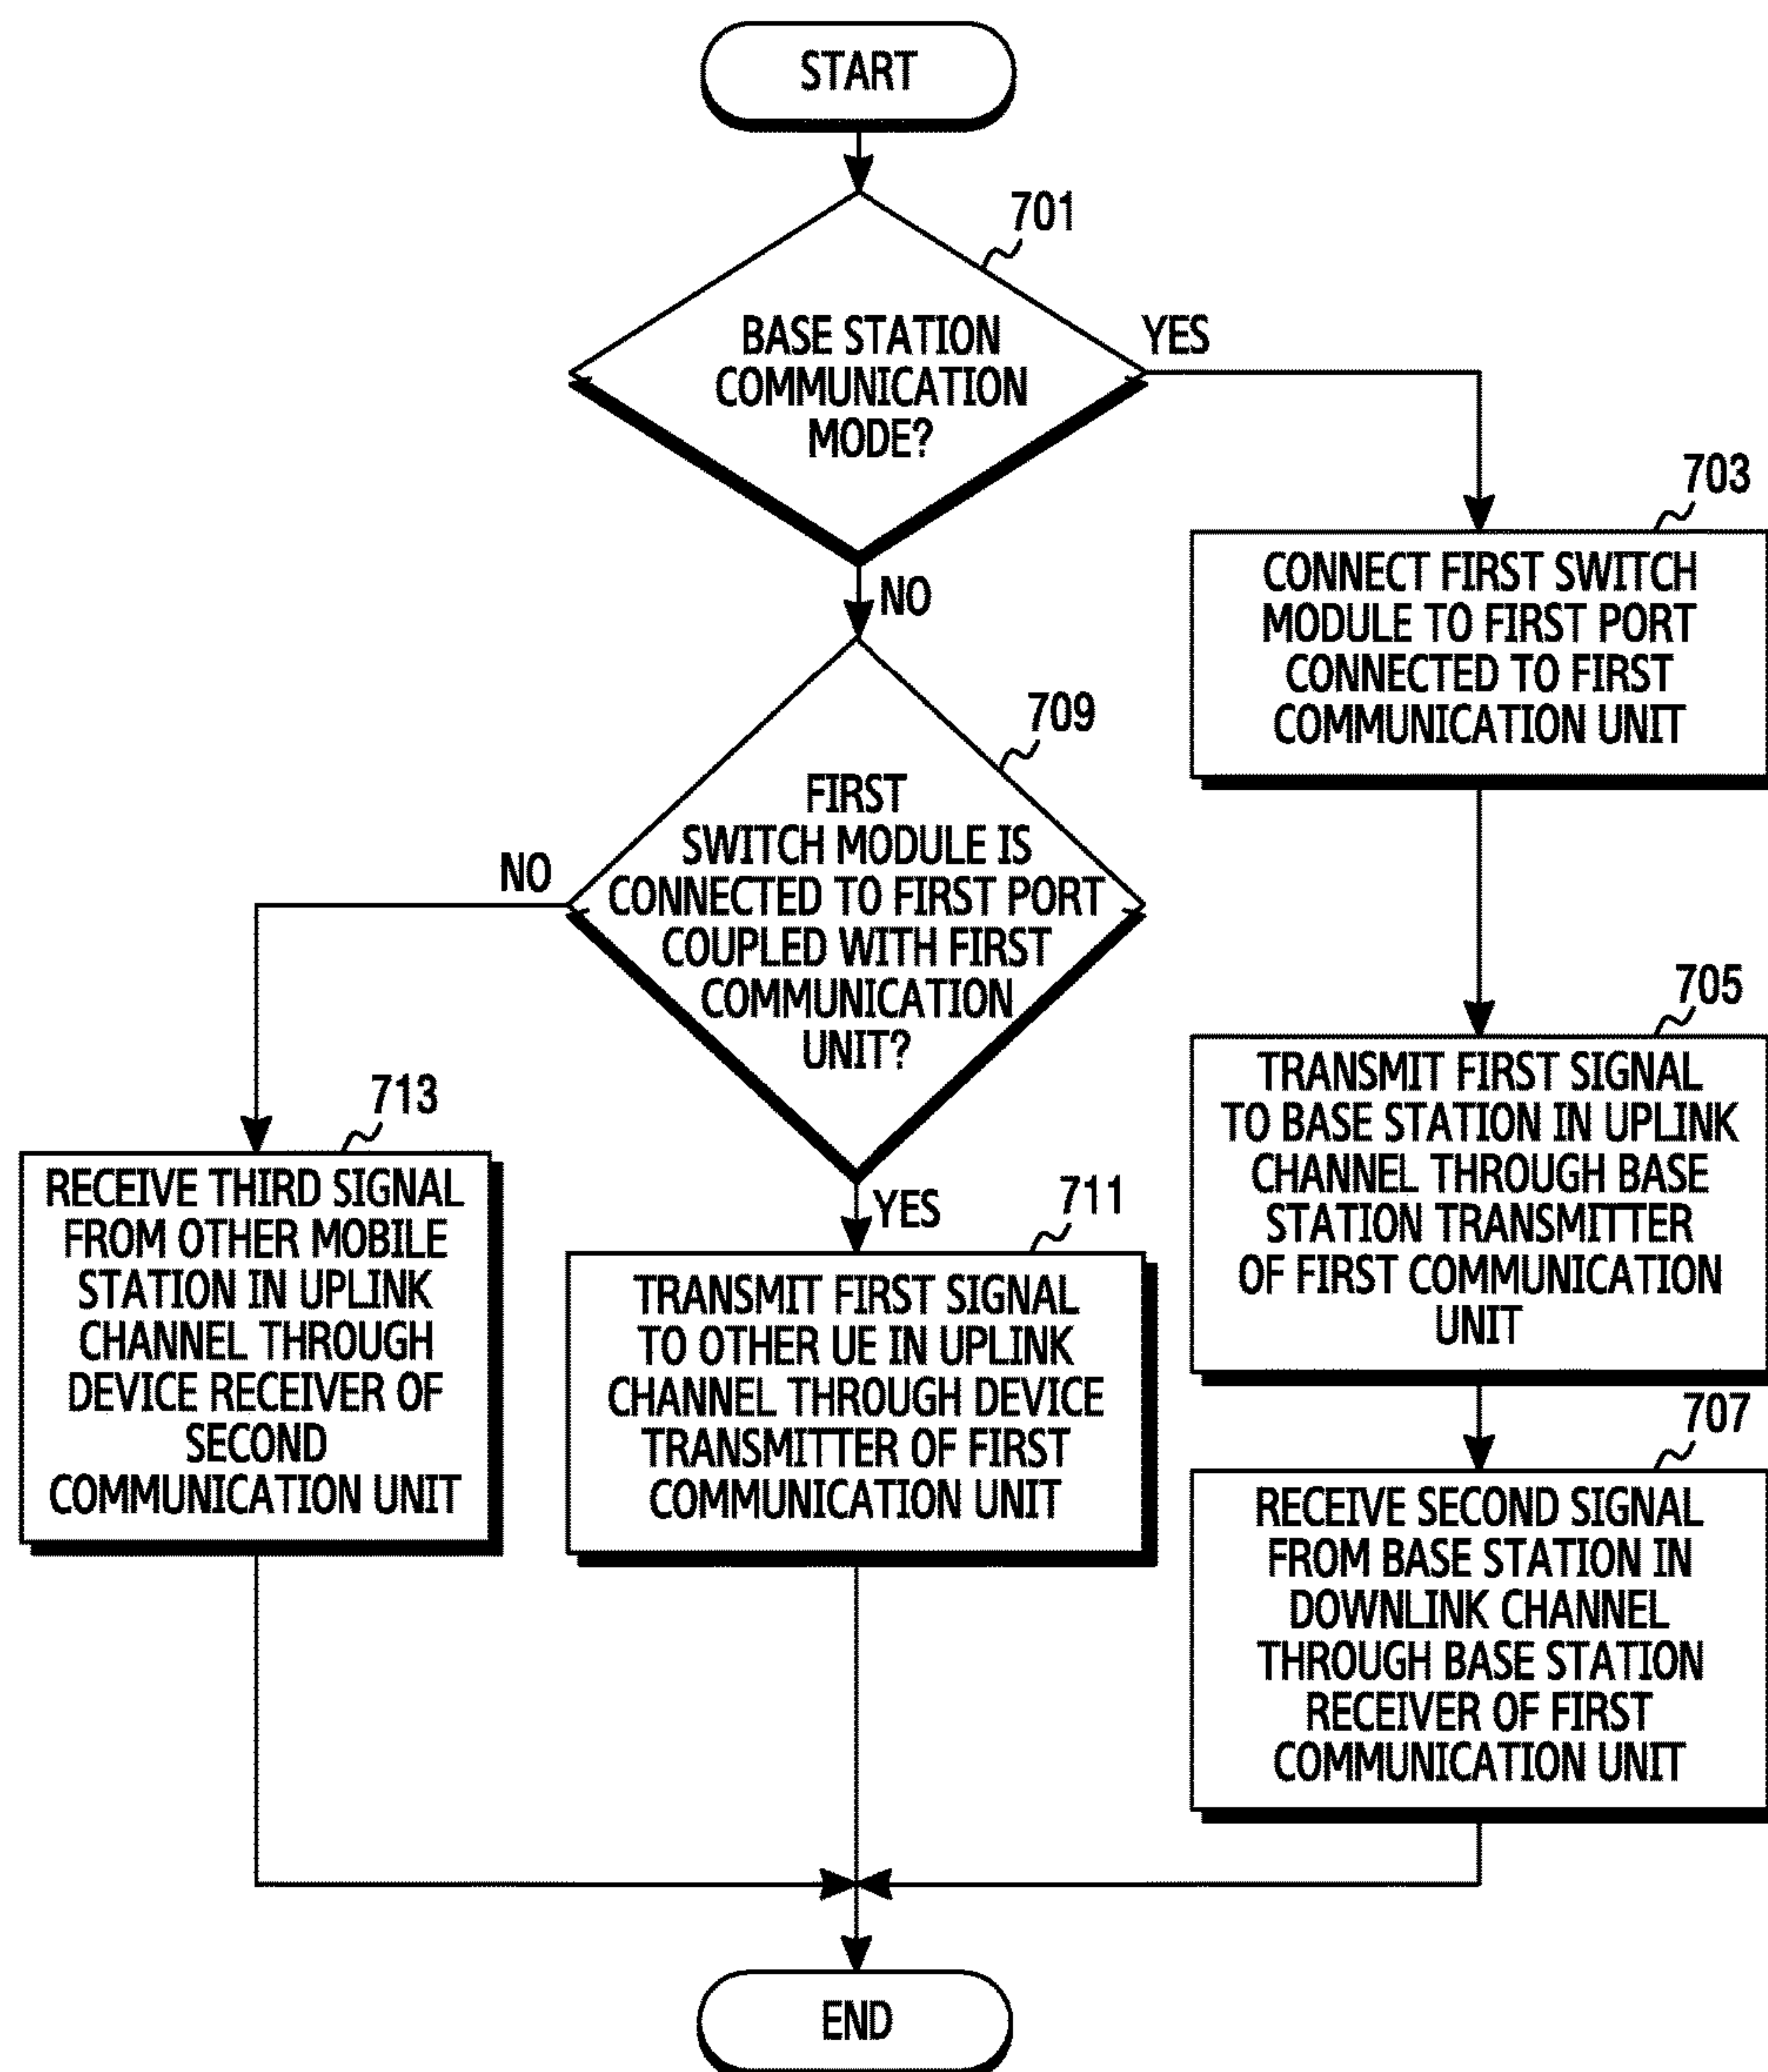 START
701
BASE STATION
COMMUNICATION
MODE?
YES
NO
703
CONNECT FIRST SWITCH
MODULE TO FIRST PORT
CONNECTED TO FIRST
COMMUNICATION UNIT
709
FIRST
SWITCH MODULE IS
CONNECTED TO FIRST PORT
COUPLED WITH FIRST
COMMUNICATION
UNIT?
NO
YES
705
TRANSMIT FIRST SIGNAL
TO BASE STATION IN UPLINK
CHANNEL THROUGH BASE
STATION TRANSMITTER
OF FIRST COMMUNICATION
UNIT
713
RECEIVE THIRD SIGNAL
FROM OTHER MOBILE
STATION IN UPLINK
CHANNEL THROUGH
DEVICE RECEIVER OF
SECOND
COMMUNICATION UNIT
711
TRANSMIT FIRST SIGNAL
TO OTHER UE IN UPLINK
CHANNEL THROUGH DEVICE
TRANSMITTER OF FIRST
COMMUNICATION UNIT
707
RECEIVE SECOND SIGNAL
FROM BASE STATION IN
DOWNLINK CHANNEL
THROUGH BASE STATION
RECEIVER OF FIRST
COMMUNICATION UNIT
END